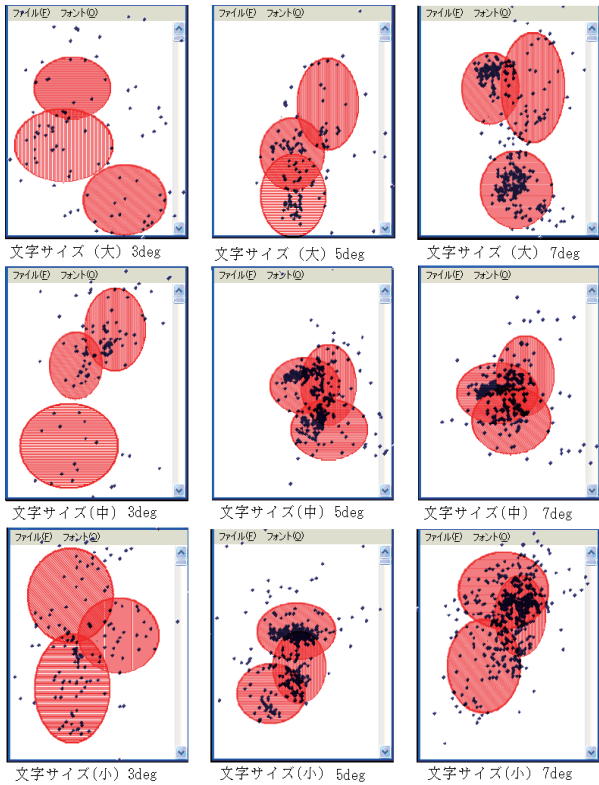 ファイル(F) フォント(O)
ファイル(F) フォント(O)
ファイル(F) フォント(O)
文字サイズ (大) 3deg
文字サイズ (大) 5deg
文字サイズ (大) 7deg
ファイル(F) フォント(O)
ファイル(F) フォント(O)
ファイル(F) フォント(O)
文字サイズ(中) 3deg
文字サイズ(中) 5deg
文字サイズ(中) 7deg
ファイル(F) フォント(O)
ファイル(F) フォント(O)
ファイル(F) フォント(O)
文字サイズ(小) 3deg
文字サイズ(小) 5deg
文字サイズ(小) 7deg